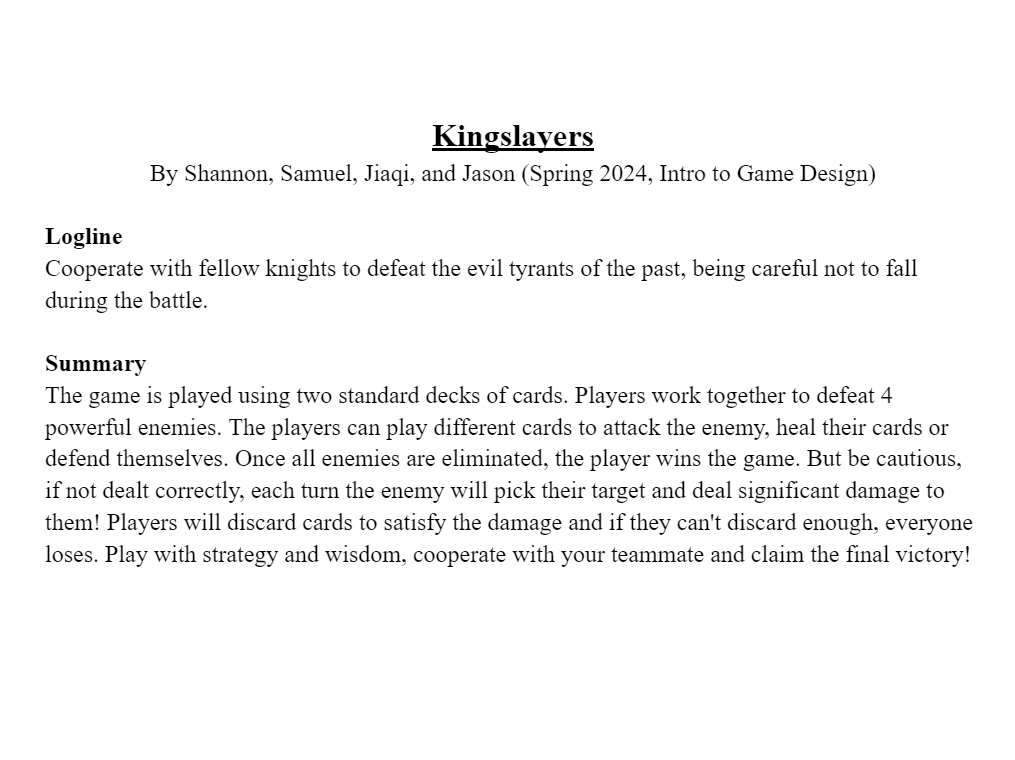 Kingslayers
By Shannon, Samuel, Jiaqi, and Jason (Spring 2024, Intro to Game Design)
Logline
Cooperate with fellow knights to defeat the evil tyrants of the past, being careful not to fall
during the battle.
Summary
The game is played using two standard decks of cards. Players work together to defeat 4
powerful enemies. The players can play different cards to attack the enemy, heal their cards or
defend themselves. Once all enemies are eliminated, the player wins the game. But be cautious,
if not dealt correctly, each turn the enemy will pick their target and deal significant damage to
them! Players will discard cards to satisfy the damage and if they can't discard enough, everyone
loses. Play with strategy and wisdom, cooperate with your teammate and claim the final victory!